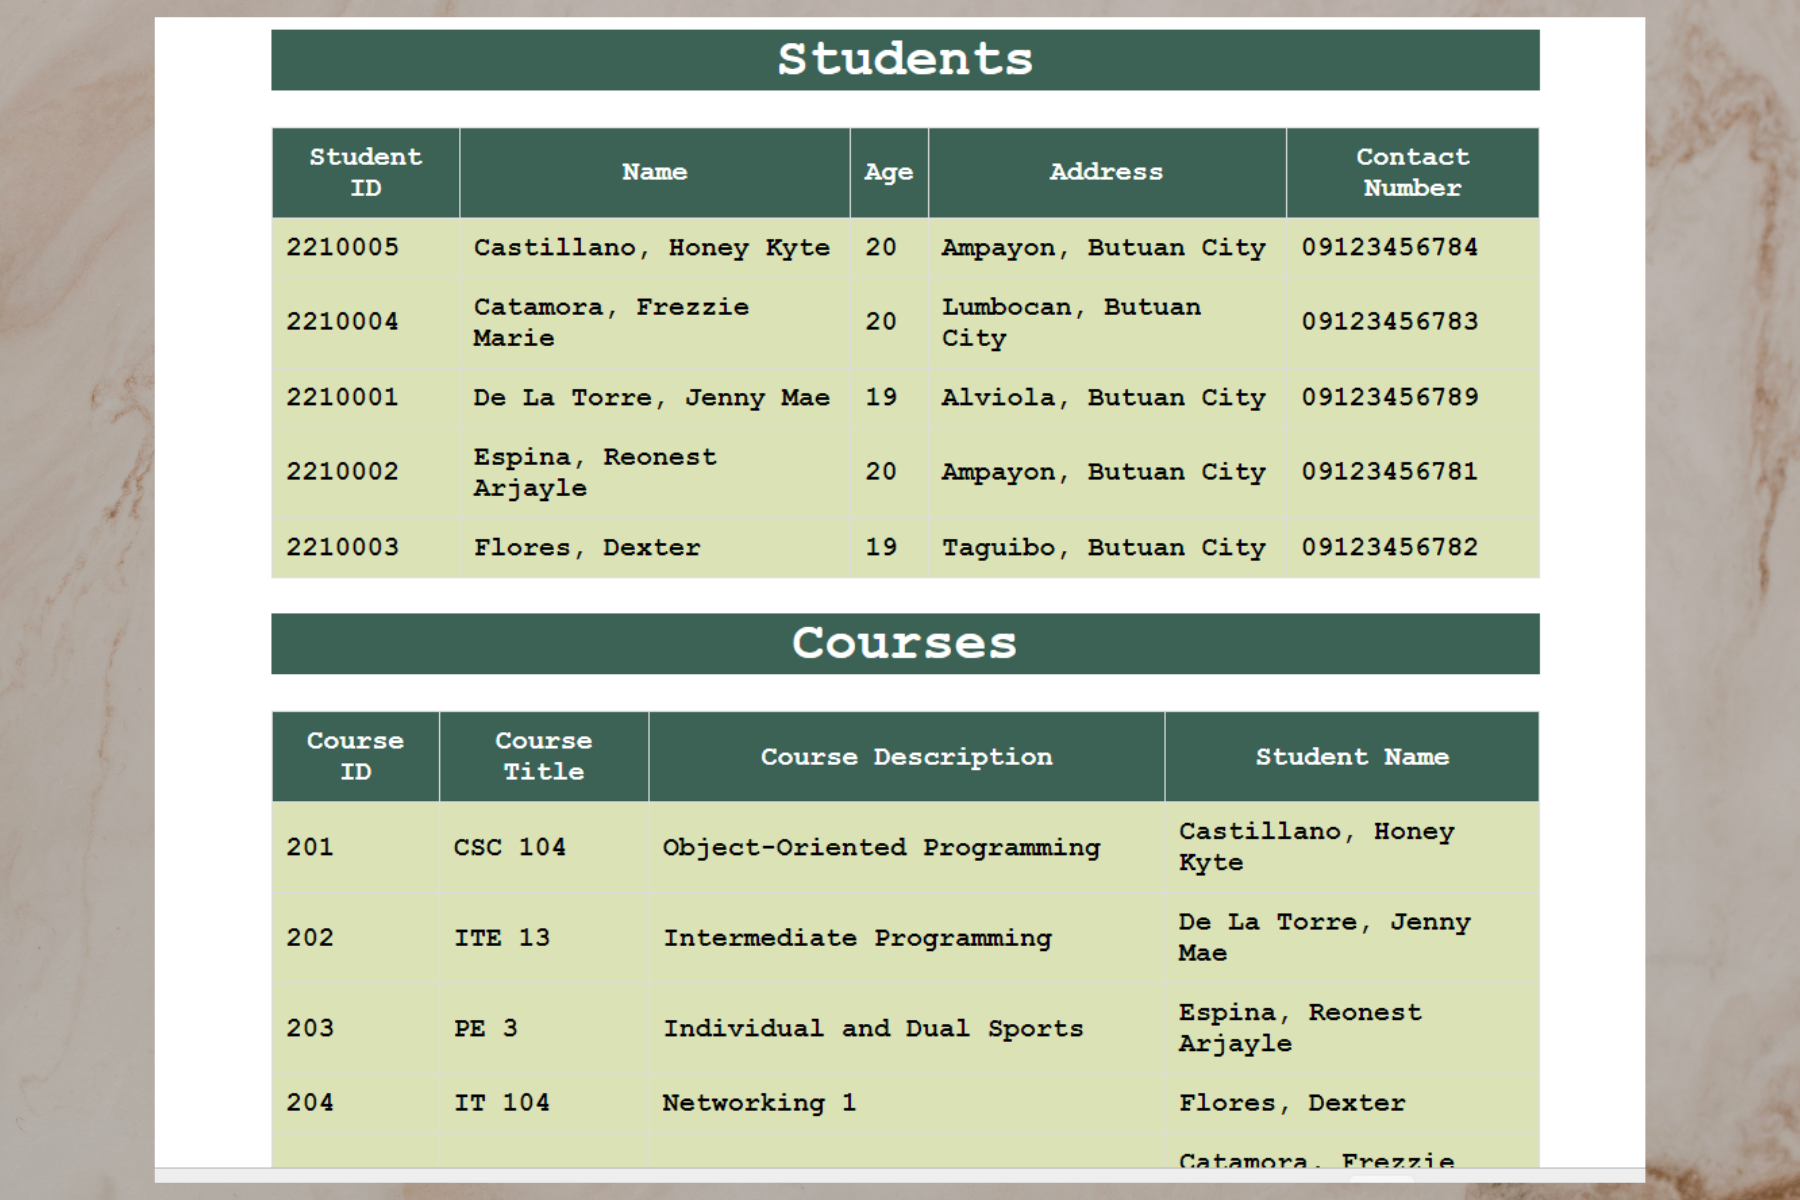 Students
Student ID Name Age Address Contact Number
2210005 Castillano, Honey Kyte 20 Ampayon, Butuan City 09123456784
2210004 Catamora, Frezzie Marie 20 Lumbocan, Butuan City 09123456783
2210001 De La Torre, Jenny Mae 19 Alviola, Butuan City 09123456789
2210002 Espina, Reonest Arjayle 20 Ampayon, Butuan City 09123456781
2210003 Flores, Dexter 19 Taguibo, Butuan City 09123456782
Courses
Course ID Course Title Course Description Student Name
201 CSC 104 Object-Oriented Programming Castillano, Honey Kyte
202 ITE 13 Intermediate Programming De La Torre, Jenny Mae
203 PE 3 Individual and Dual Sports Espina, Reonest Arjayle
204 IT 104 Networking 1 Flores, Dexter
Catamora, Frezzie